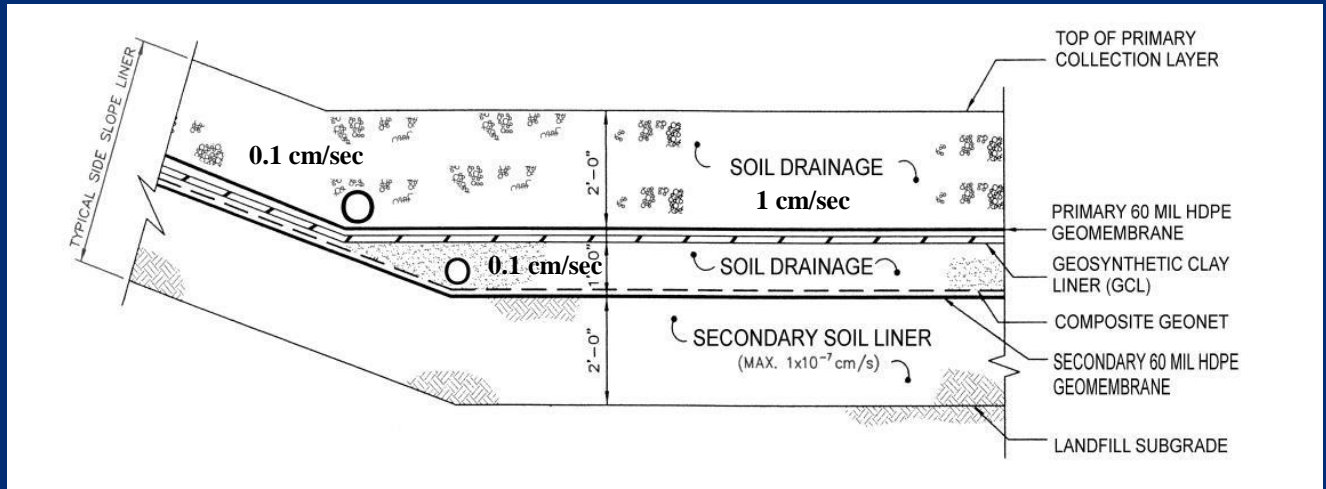 TOP OF PRIMARY
COLLECTION LAYER
TYPICAL SIDE SLOPE LINER
0.1 cm/sec
2'-0"
SOIL DRAINAGE
1 cm/sec
PRIMARY 60 MIL HDPE
GEOMEMBRANE
0.1 cm/sec
1'-0"
SOIL DRAINAGE
GEOSYNTHETIC CLAY
LINER (GCL)
COMPOSITE GEONET
2'-0"
SECONDARY SOIL LINER
(MAX. 1x10⁻⁷ cm/s)
SECONDARY 60 MIL HDPE
GEOMEMBRANE
LANDFILL SUBGRADE